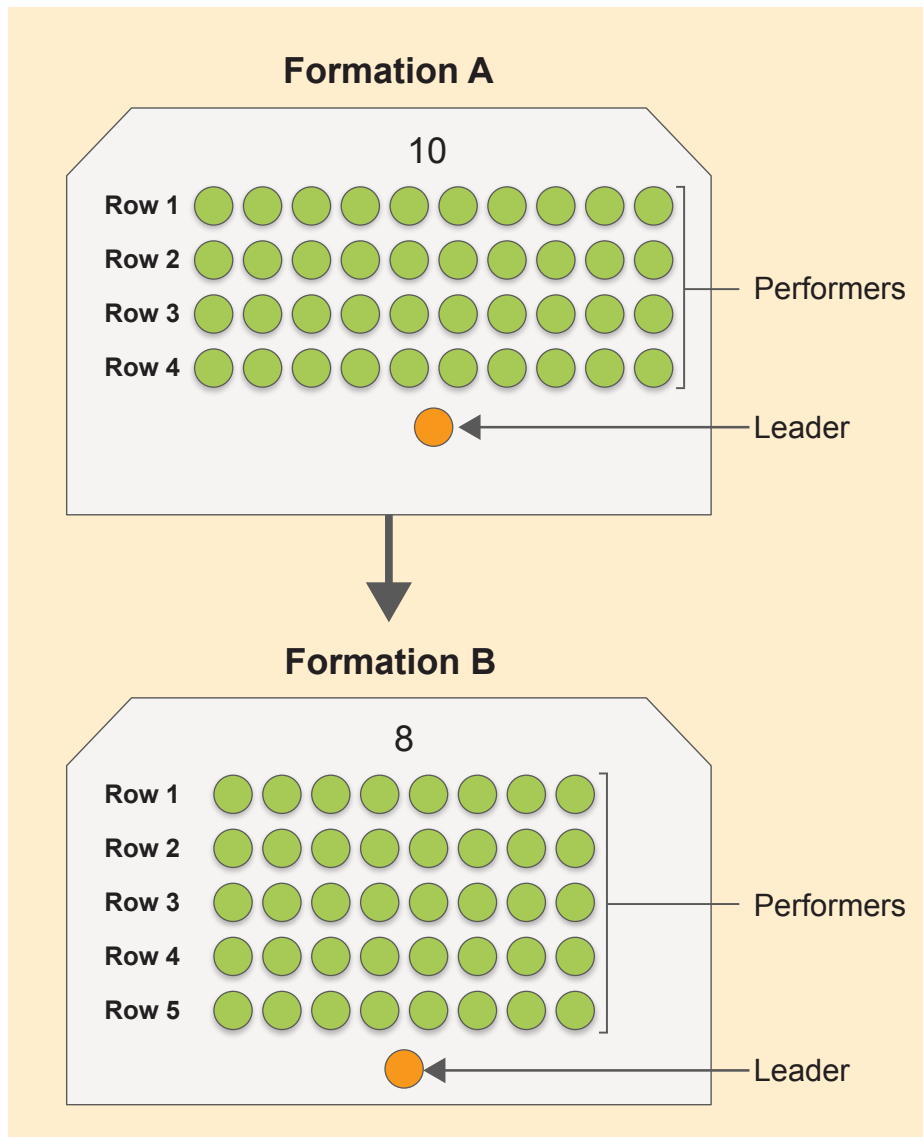 Formation A
10
Row 1
Row 2
Row 3
Row 4
Performers
Leader
Formation B
8
Row 1
Row 2
Row 3
Row 4
Row 5
Performers
Leader